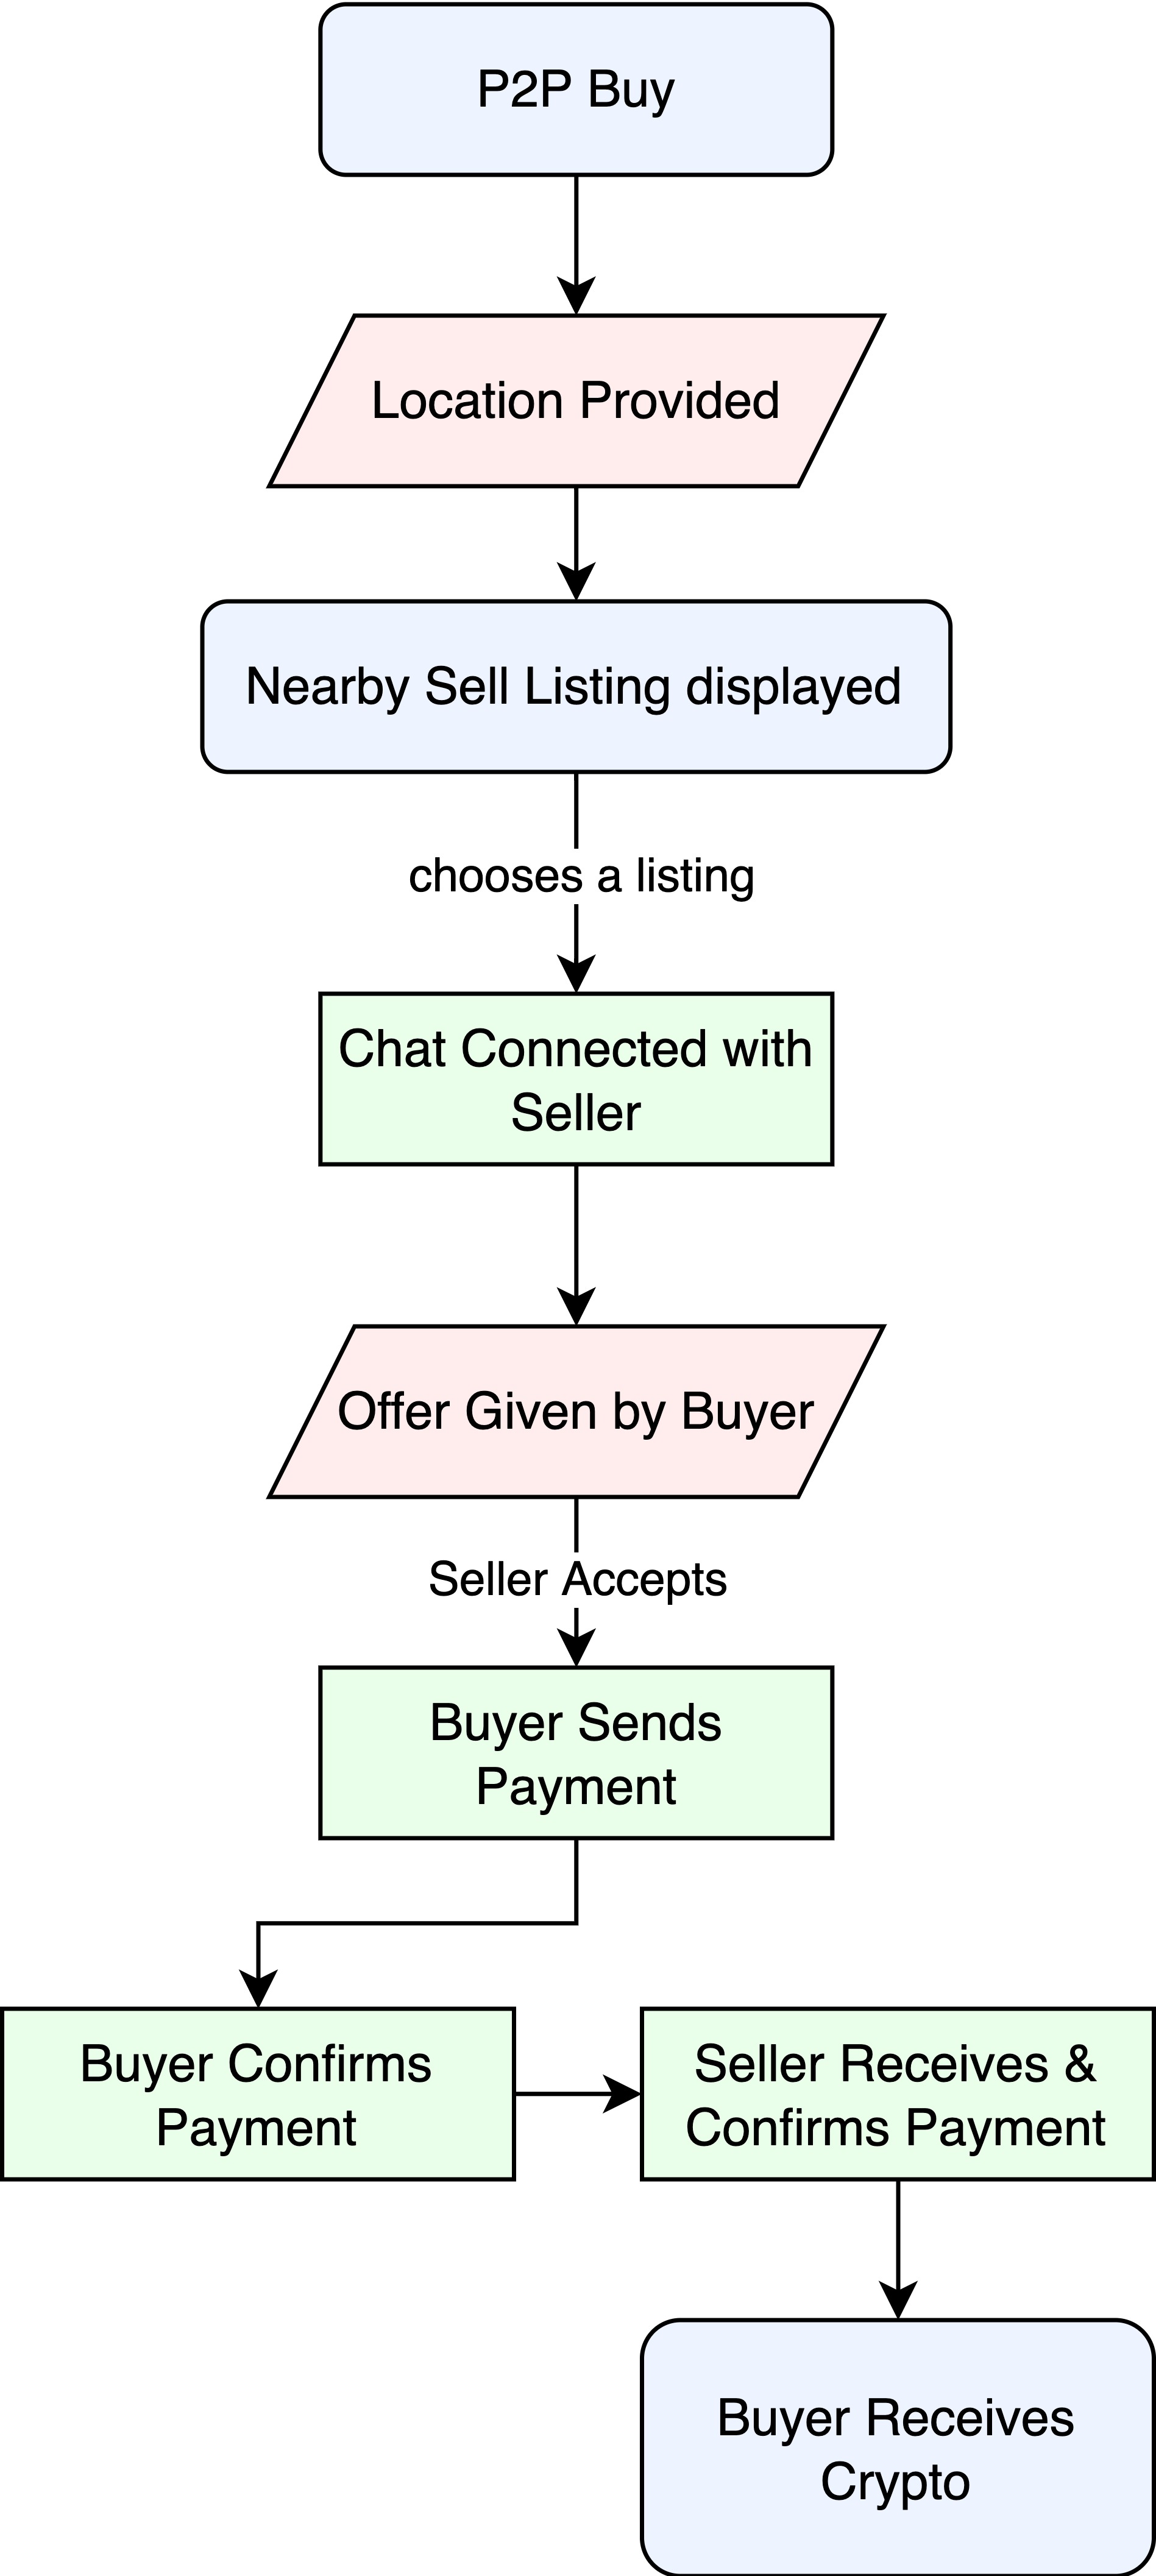 P2P Buy
Location Provided
Nearby Sell Listing displayed
chooses a listing
Chat Connected with
Seller
Offer Given by Buyer
Seller Accepts
Buyer Sends
Payment
Buyer Confirms
Payment
Seller Receives &
Confirms Payment
Buyer Receives
Crypto